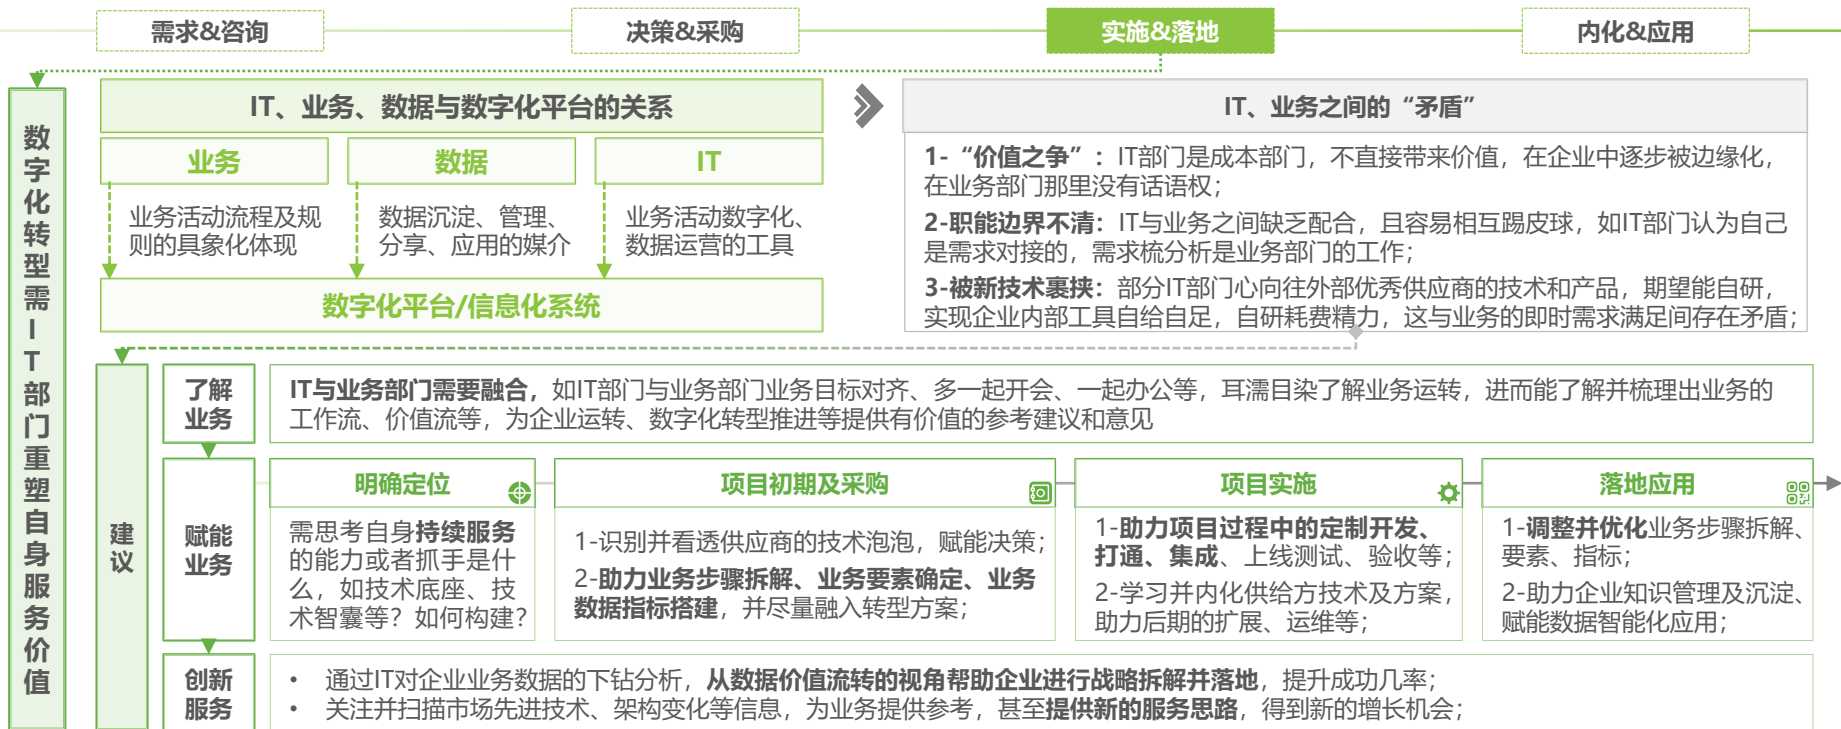 需求&咨询
决策&采购
实施&落地
内化&应用
数字化转型需IT部门重塑自身服务价值
IT、业务、数据与数字化平台的关系
业务
数据
IT
业务活动流程及规
则的具象化体现
数据沉淀、管理、
分享、应用的媒介
业务活动数字化、
数据运营的工具
数字化平台/信息化系统
IT、业务之间的“矛盾”
1-“价值之争”：IT部门是成本部门，不直接带来价值，在企业中逐步被边缘化，
在业务部门那里没有话语权；
2-职能边界不清：IT与业务之间缺乏配合，且容易相互踢皮球，如IT部门认为自己
是需求对接的，需求梳分析是业务部门的工作；
3-被新技术裹挟：部分IT部门心向往外部优秀供应商的技术和产品，期望能自研，
实现企业内部工具自给自足，自研耗费精力，这与业务的即时需求满足间存在矛盾；
建议
了解
业务
IT与业务部门需要融合，如IT部门与业务部门业务目标对齐、多一起开会、一起办公等，耳濡目染了解业务运转，进而能了解并梳理出业务的
工作流、价值流等，为企业运转、数字化转型推进等提供有价值的参考建议和意见
赋能
业务
明确定位
需思考自身持续服务
的能力或者抓手是什
么，如技术底座、技
术智囊等？如何构建？
项目初期及采购
1-识别并看透供应商的技术泡泡，赋能决策；
2-助力业务步骤拆解、业务要素确定、业务
数据指标搭建，并尽量融入转型方案；
项目实施
1-助力项目过程中的定制开发、
打通、集成、上线测试、验收等；
2-学习并内化供给方技术及方案，
助力后期的扩展、运维等；
落地应用
1-调整并优化业务步骤拆解、
要素、指标；
2-助力企业知识管理及沉淀、
赋能数据智能化应用；
创新
服务
• 通过IT对企业业务数据的下钻分析，从数据价值流转的视角帮助企业进行战略拆解并落地，提升成功几率；
• 关注并扫描市场先进技术、架构变化等信息，为业务提供参考，甚至提供新的服务思路，得到新的增长机会；